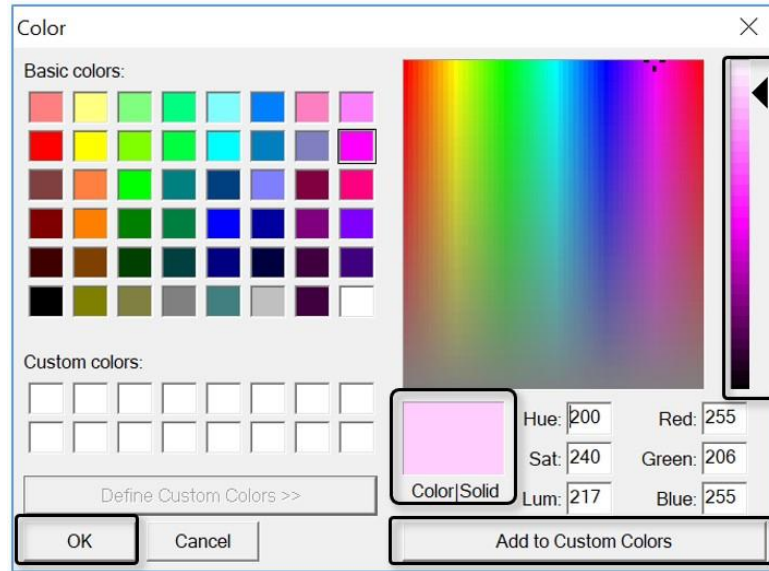 Color
Basic colors:
Custom colors:
Define Custom Colors >>
OK
Cancel
Color|Solid
Hue: 200
Sat: 240
Lum: 217
Red: 255
Green: 206
Blue: 255
Add to Custom Colors